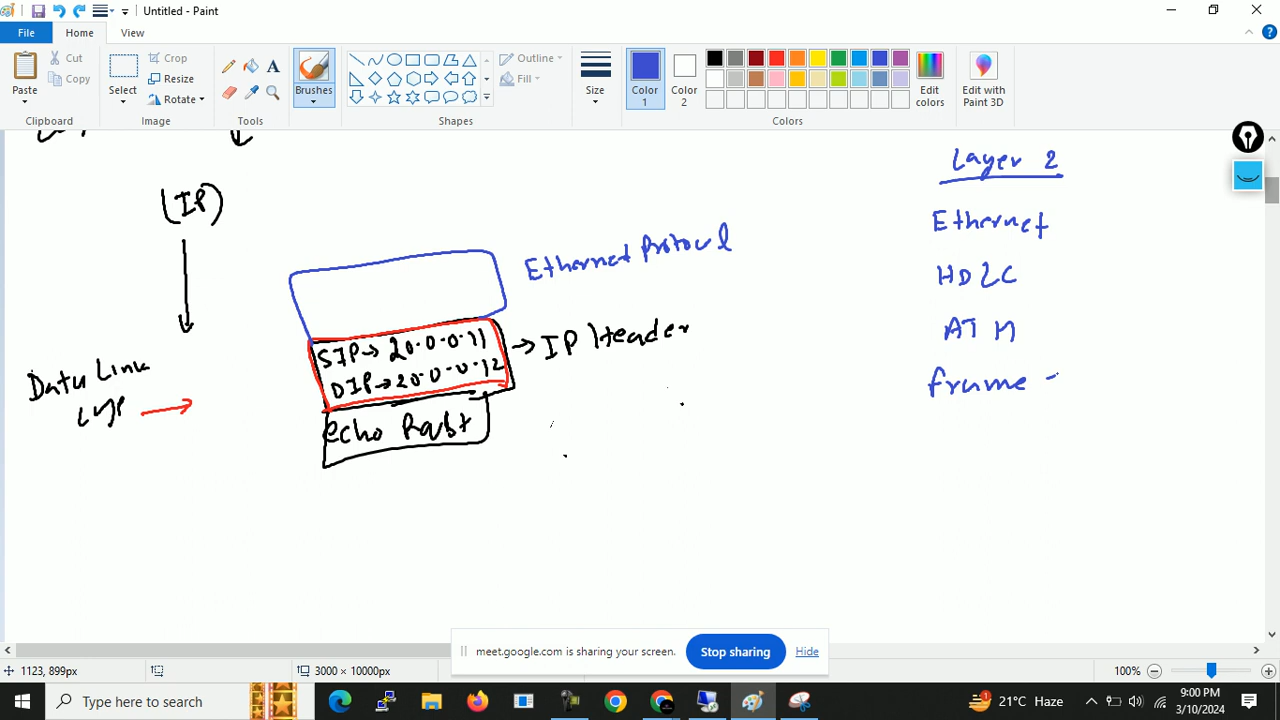 Untitled - Paint
File
Home
View
Paste
Cut
Copy
Clipboard
Select
Crop
Resize
Rotate
Image
Tools
Brushes
Outline
Fill
Shapes
Size
Color 1
Color 2
Edit colors
Edit with Paint 3D
Colors
(IP)
Data Link
Layer 2
Ethernet
HDLC
ATM
frame -
Ethernet Protocol
SIP→ 20.0.0.11
DIP→20.0.0.12
→ IP Header
echo
meet.google.com is sharing your screen.
Stop sharing
Hide
1123, 899px
3000 × 10000px
100%
Type here to search
21°C Haze
9:00 PM
3/10/2024